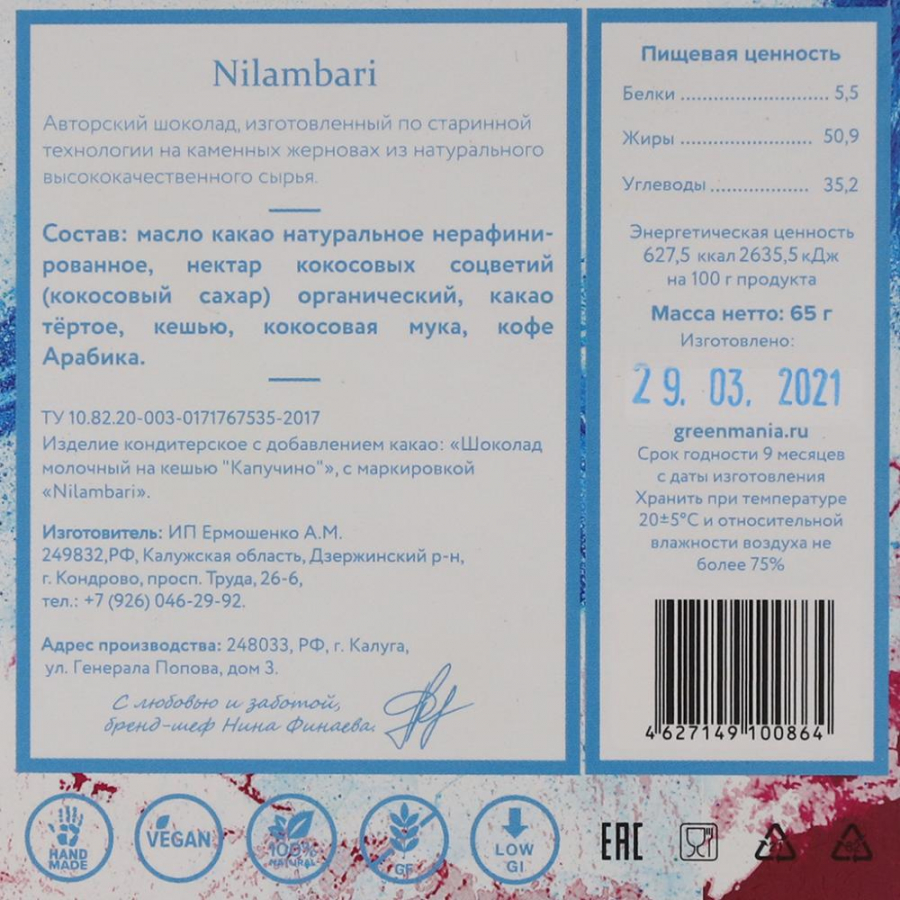 Nilambari
Авторский шоколад, изготовленный по старинной
технологии на каменных жерновах из натурального
высококачественного сырья.
Состав: масло какао натуральное нерафини-
рованное, нектар кокосовых соцветий
(кокосовый сахар) органический, какао
тёртое, кешью, кокосовая мука, кофе
Арабика.
ТУ 10.82.20-003-0171767535-2017
Изделие кондитерское с добавлением какао: «Шоколад
молочный на кешью "Капучино"», с маркировкой
«Nilambari».
Изготовитель: ИП Ермошенко А.М.
249832,РФ, Калужская область, Дзержинский р-н,
г. Кондрово, просп. Труда, 26-6,
тел.: +7 (926) 046-29-92.
Адрес производства: 248033, РФ, г. Калуга,
ул. Генерала Попова, дом 3.
С любовью и заботой,
бренд-шеф Нина Финаева.
Пищевая ценность
Белки ........................ 5,5
Жиры ...................... 50,9
Углеводы ................ 35,2
Энергетическая ценность
627,5 ккал 2635,5 кДж
на 100 г продукта
Масса нетто: 65 г
Изготовлено:
29. 03. 2021
greenmania.ru
Срок годности 9 месяцев
с даты изготовления
Хранить при температуре
20±5°C и относительной
влажности воздуха не
более 75%
4 627149 100864
HAND
MADE
VEGAN
100%
NATURAL
GF
LOW
GI
EAC